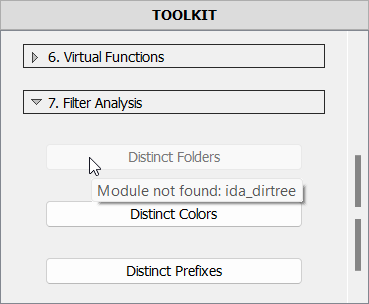 TOOLKIT
6. Virtual Functions
7. Filter Analysis
Distinct Folders
Module not found: ida_dirtree
Distinct Colors
Distinct Prefixes